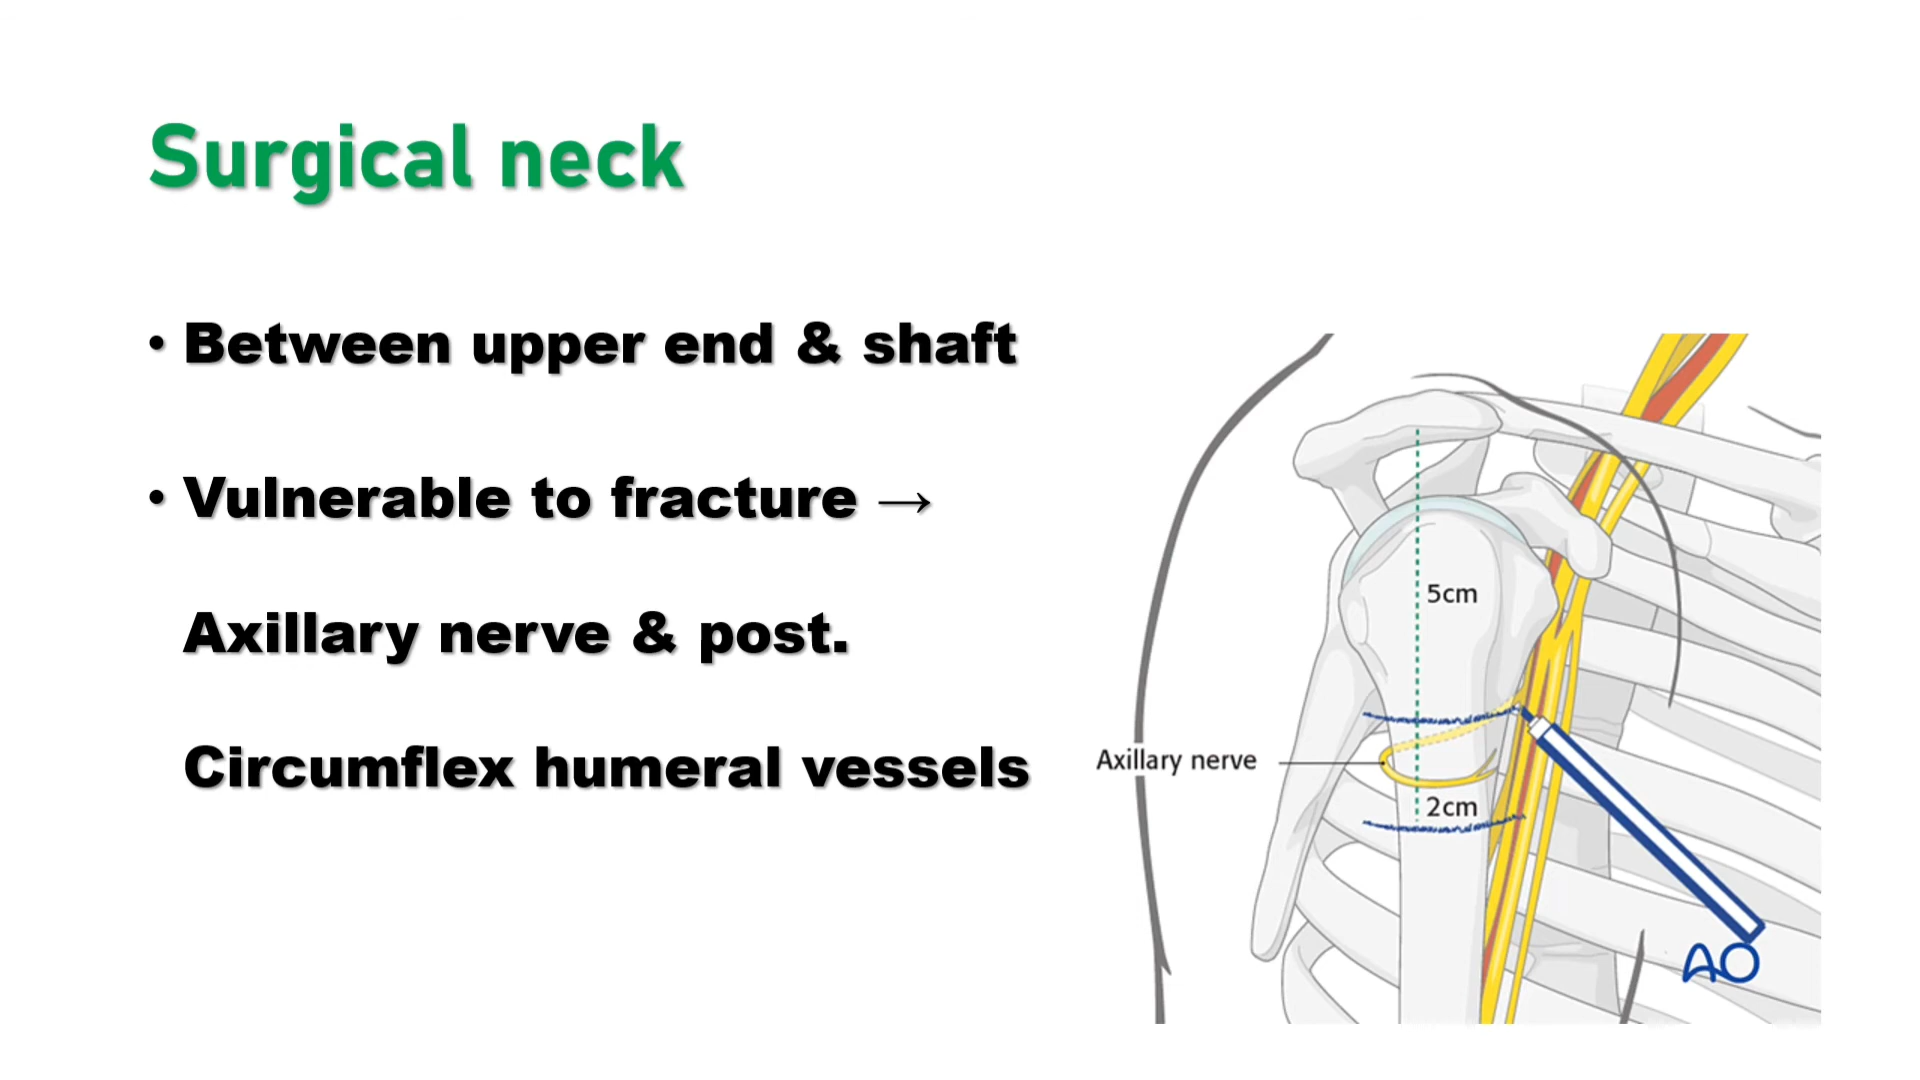 Surgical neck
• Between upper end & shaft
• Vulnerable to fracture →
Axillary nerve & post.
Circumflex humeral vessels
5cm
Axillary nerve
2cm
AO